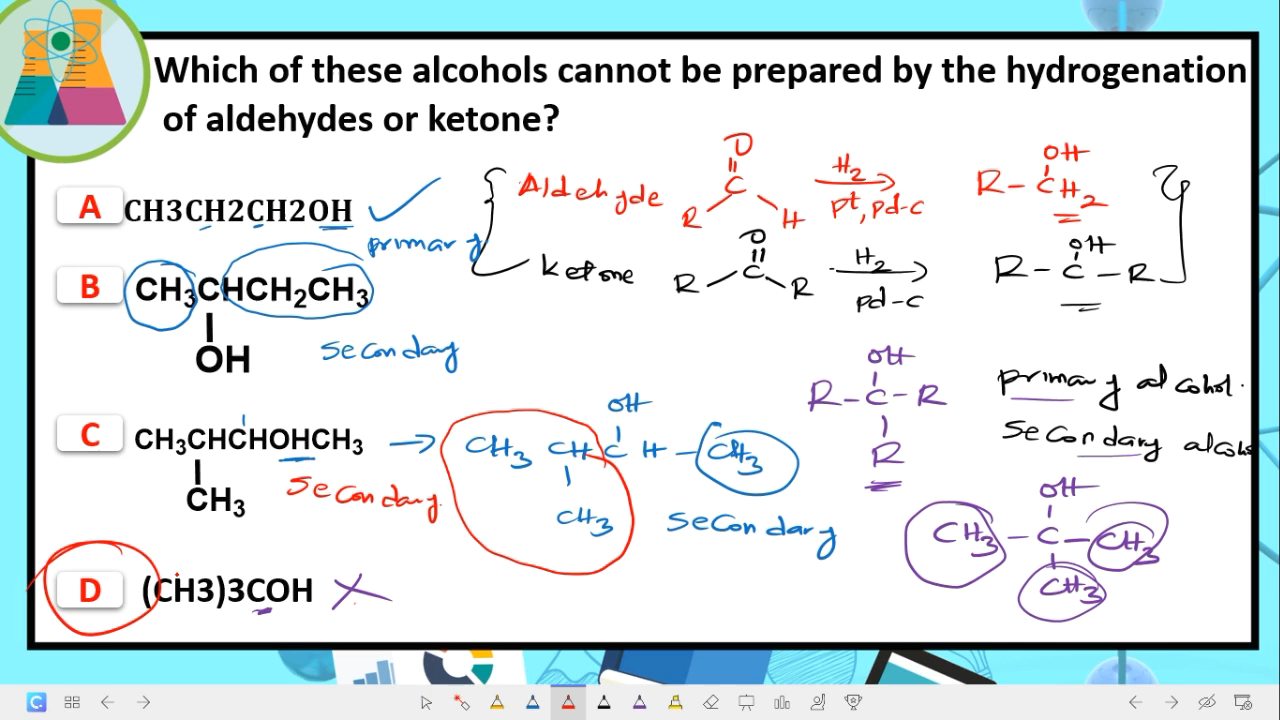 Which of these alcohols cannot be prepared by the hydrogenation
of aldehydes or ketone?
A CH3CH2CH2OH
primary
B CH₃CHCH₂CH₃
OH
secondary
C CH₃CHCHOHCH₃
CH₃
secondary
D (CH3)3COH
Aldehyde
O
C
R H
H₂
pt, pd-c
OH
R-CH₂
Ketone
O
C
R R
H₂
pd-c
OH
R-C-R
OH
CH₃ CH C H - CH₃
CH₃
secondary
OH
R-C-R
R
primary alcohol.
secondary
OH
CH₃ - C - CH₃
CH₃
C